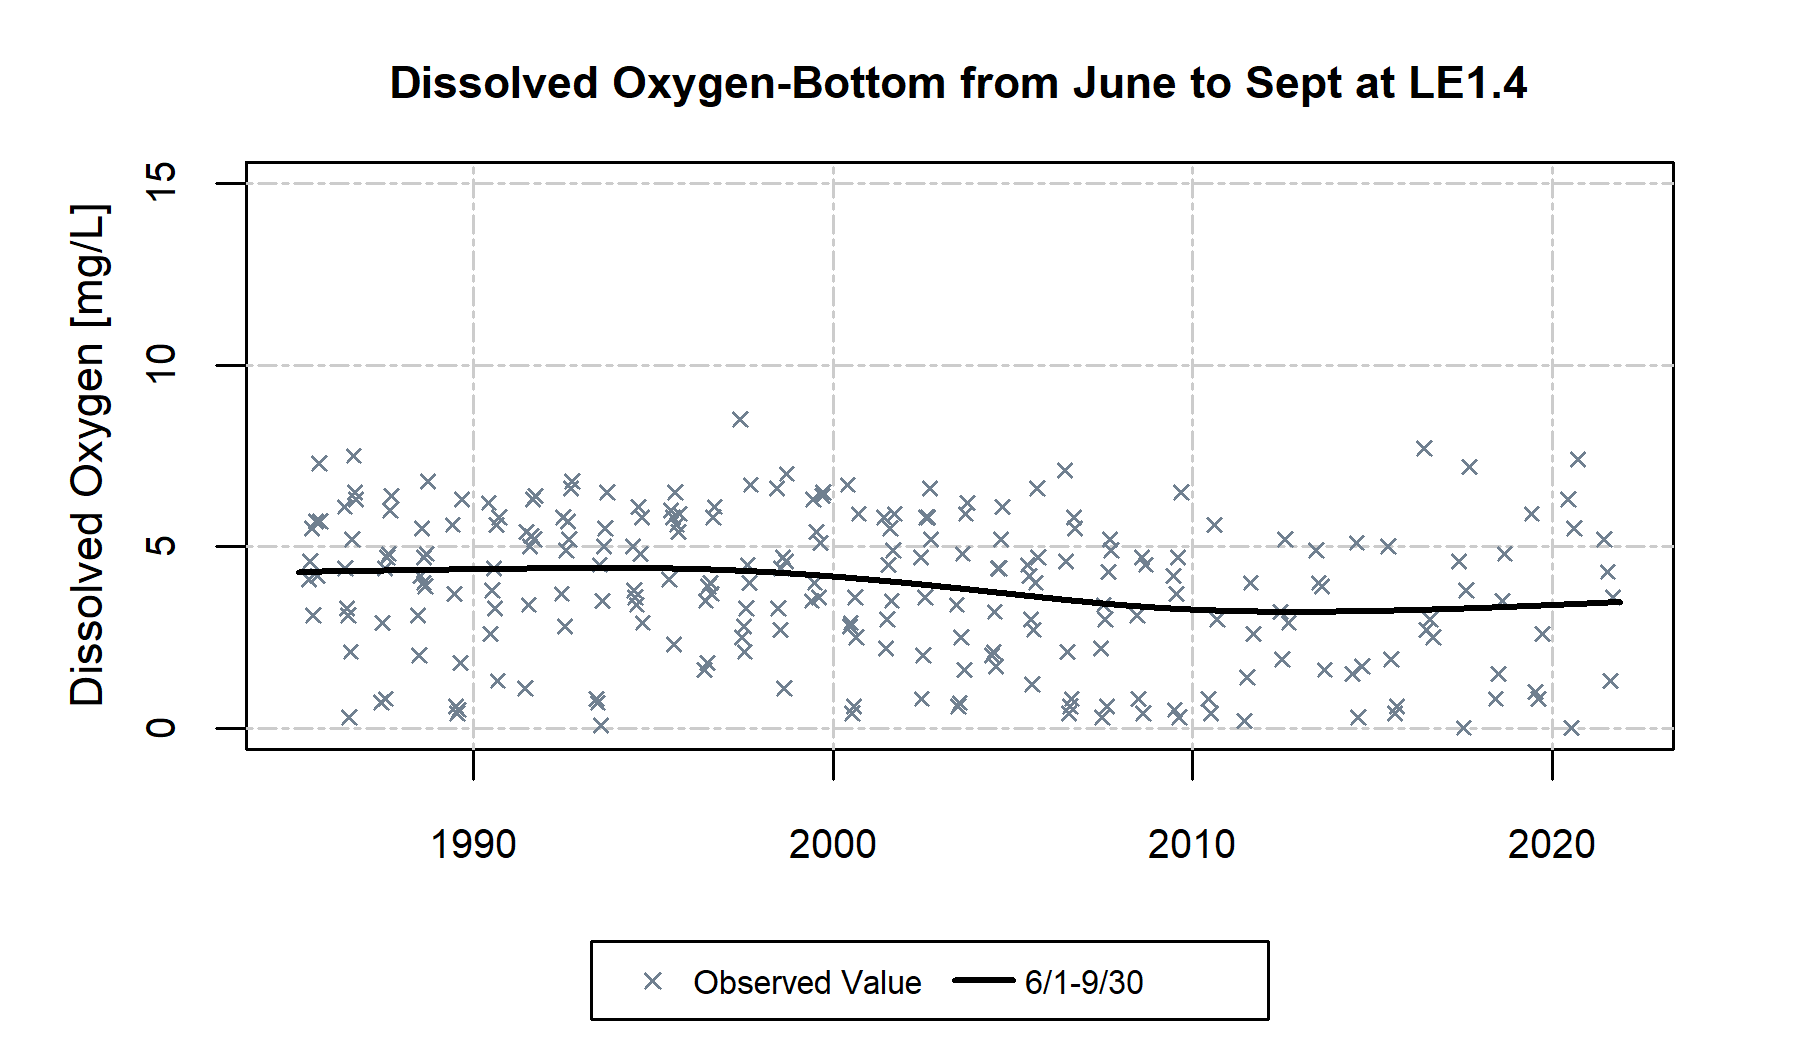 Dissolved Oxygen-Bottom from June to Sept at LE1.4
Dissolved Oxygen [mg/L]
15
10
5
0
1990 2000 2010 2020
Observed Value 6/1-9/30